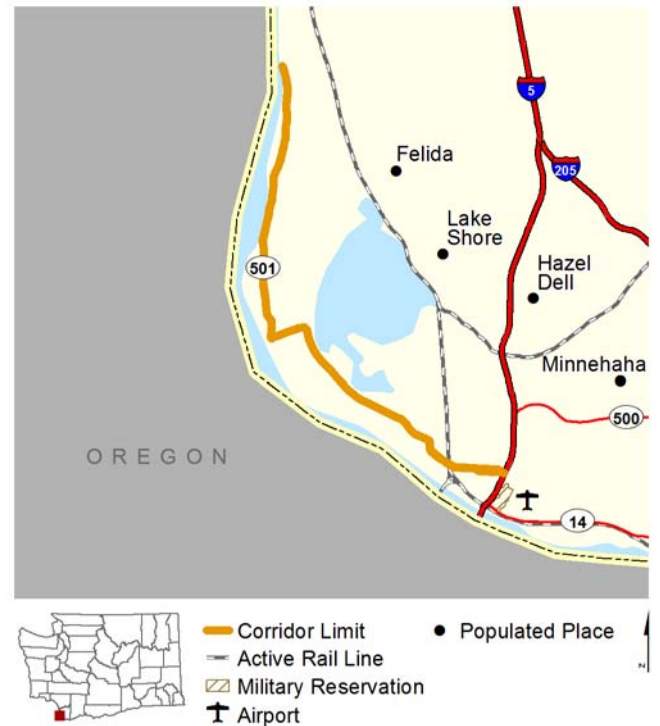 5
205
Felida
Lake
Shore
501
Hazel
Dell
Minnehaha
500
OREGON
14
Corridor Limit
Populated Place
Active Rail Line
N
Military Reservation
Airport